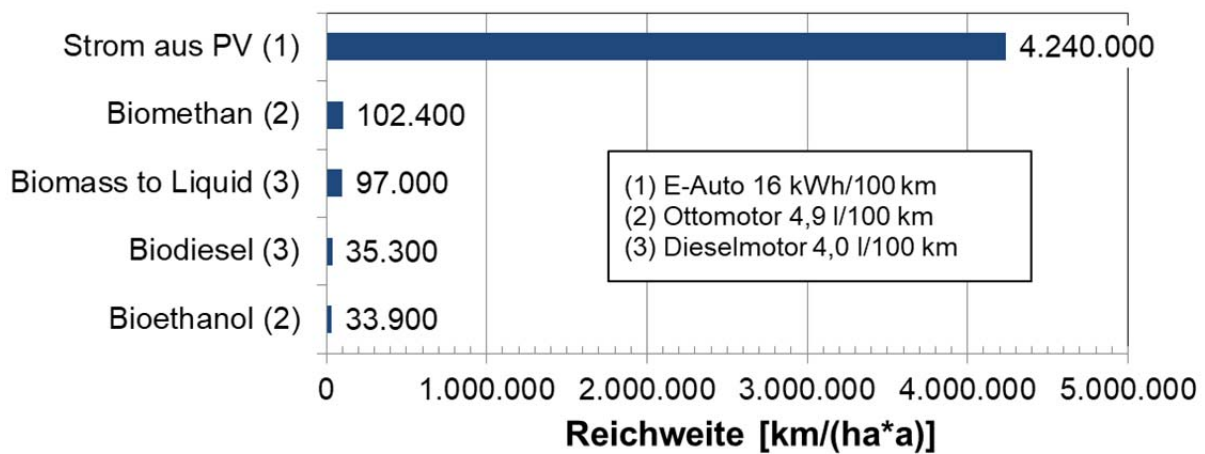 Strom aus PV (1)
4.240.000
Biomethan (2)
102.400
Biomass to Liquid (3)
97.000
Biodiesel (3)
35.300
Bioethanol (2)
33.900
(1) E-Auto 16 kWh/100 km
(2) Ottomotor 4,9 l/100 km
(3) Dieselmotor 4,0 l/100 km
0 1.000.000 2.000.000 3.000.000 4.000.000 5.000.000
Reichweite [km/(ha*a)]